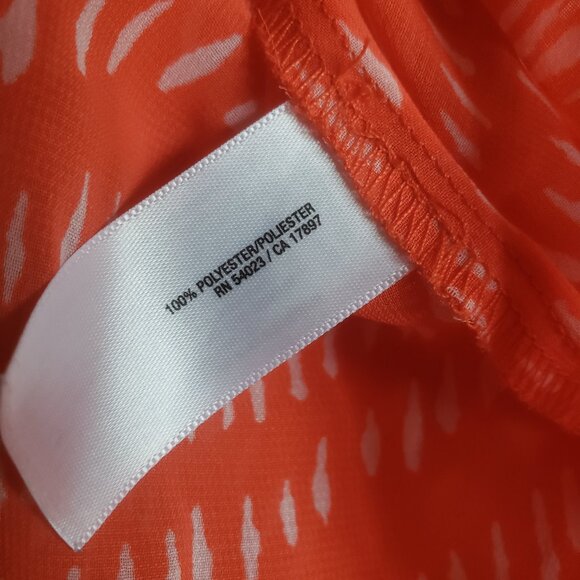 100% POLYESTER/POLIESTER
RN 54023 / CA 17897